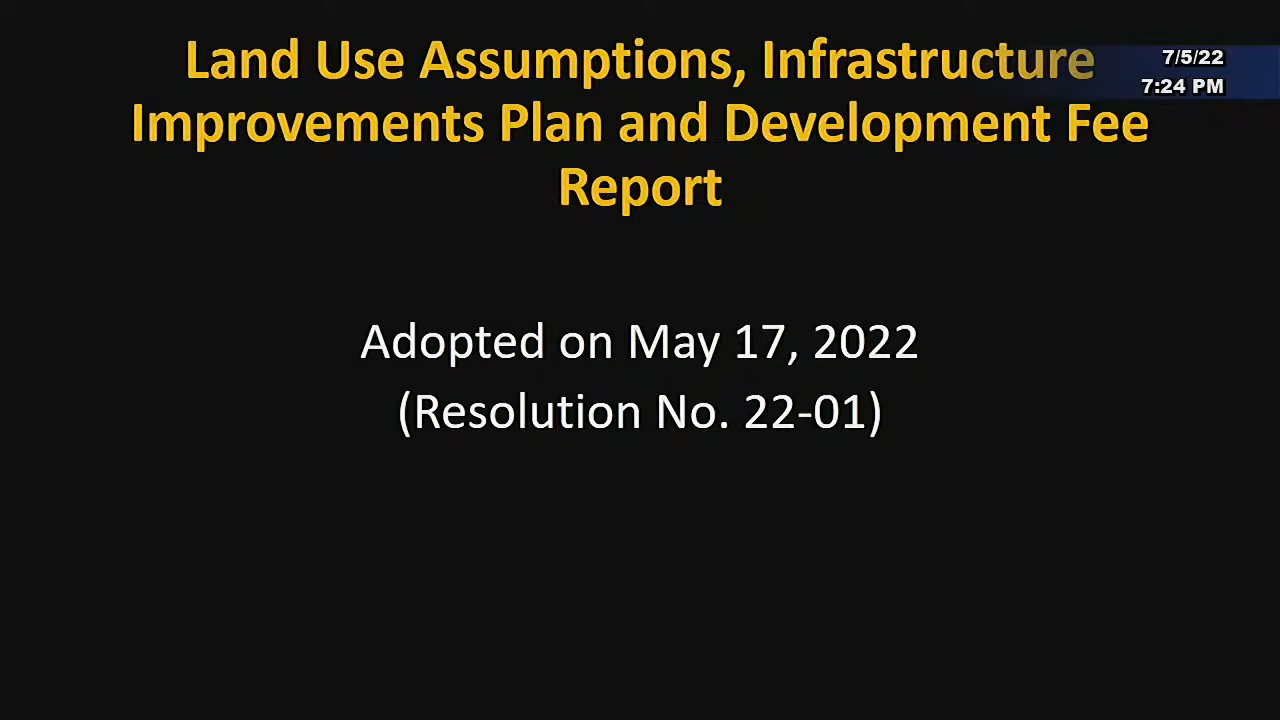 Land Use Assumptions, Infrastructure
Improvements Plan and Development Fee
Report
7/5/22
7:24 PM
Adopted on May 17, 2022
(Resolution No. 22-01)